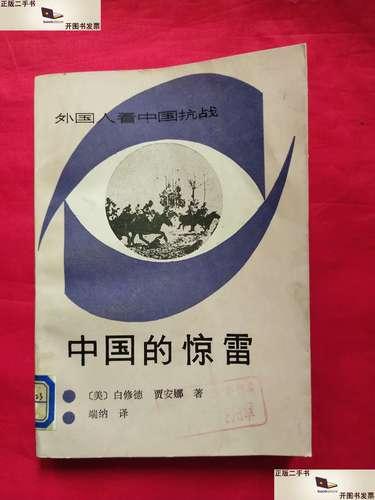 正版二手书
开图书发票
外国人看中国抗战
中国的惊雷
〔美〕白修德 贾安娜 著
端纳 译
正版二手书
开图书发票